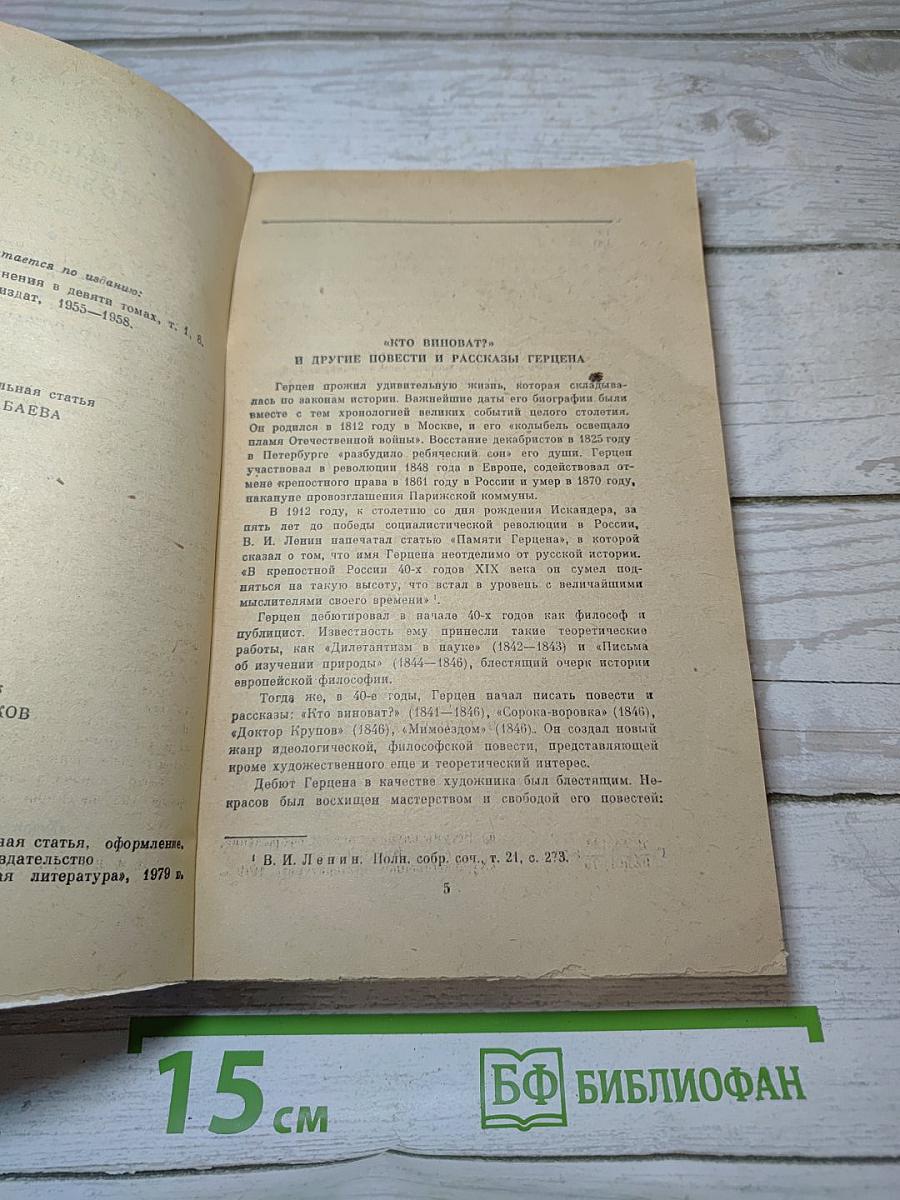 тается по изданию:
нения в девяти томах, т. 1, 8.
издат, 1955—1958.
льная статья
БАЕВА
КОВ
ная статья, оформление,
здательство
ая литература», 1979 г.
«КТО ВИНОВАТ?»
И ДРУГИЕ ПОВЕСТИ И РАССКАЗЫ ГЕРЦЕНА
Герцен прожил удивительную жизнь, которая складыва-
лась по законам истории. Важнейшие даты его биографии были
вместе с тем хронологией великих событий целого столетия.
Он родился в 1812 году в Москве, и его «колыбель освещало
пламя Отечественной войны». Восстание декабристов в 1825 году
в Петербурге «разбудило ребяческий сон» его души. Герцен
участвовал в революции 1848 года в Европе, содействовал от-
мене крепостного права в 1861 году в России и умер в 1870 году,
накануне провозглашения Парижской коммуны.
В 1912 году, к столетию со дня рождения Искандера, за
пять лет до победы социалистической революции в России,
В. И. Ленин напечатал статью «Памяти Герцена», в которой
сказал о том, что имя Герцена неотделимо от русской истории.
«В крепостной России 40-х годов XIX века он сумел под-
няться на такую высоту, что встал в уровень с величайшими
мыслителями своего времени» ¹.
Герцен дебютировал в начале 40-х годов как философ и
публицист. Известность ему принесли такие теоретические
работы, как «Дилетантизм в науке» (1842—1843) и «Письма
об изучении природы» (1844—1846), блестящий очерк истории
европейской философии.
Тогда же, в 40-е годы, Герцен начал писать повести и
рассказы: «Кто виноват?» (1841—1846), «Сорока-воровка» (1846),
«Доктор Крупов» (1846), «Мимоездом» (1846). Он создал новый
жанр идеологической, философской повести, представляющей
кроме художественного еще и теоретический интерес.
Дебют Герцена в качестве художника был блестящим. Не-
красов был восхищен мастерством и свободой его повестей:
¹ В. И. Ленин. Полн. собр. соч., т. 21, с. 273.
5
15 см
БФ БИБЛИОФАН